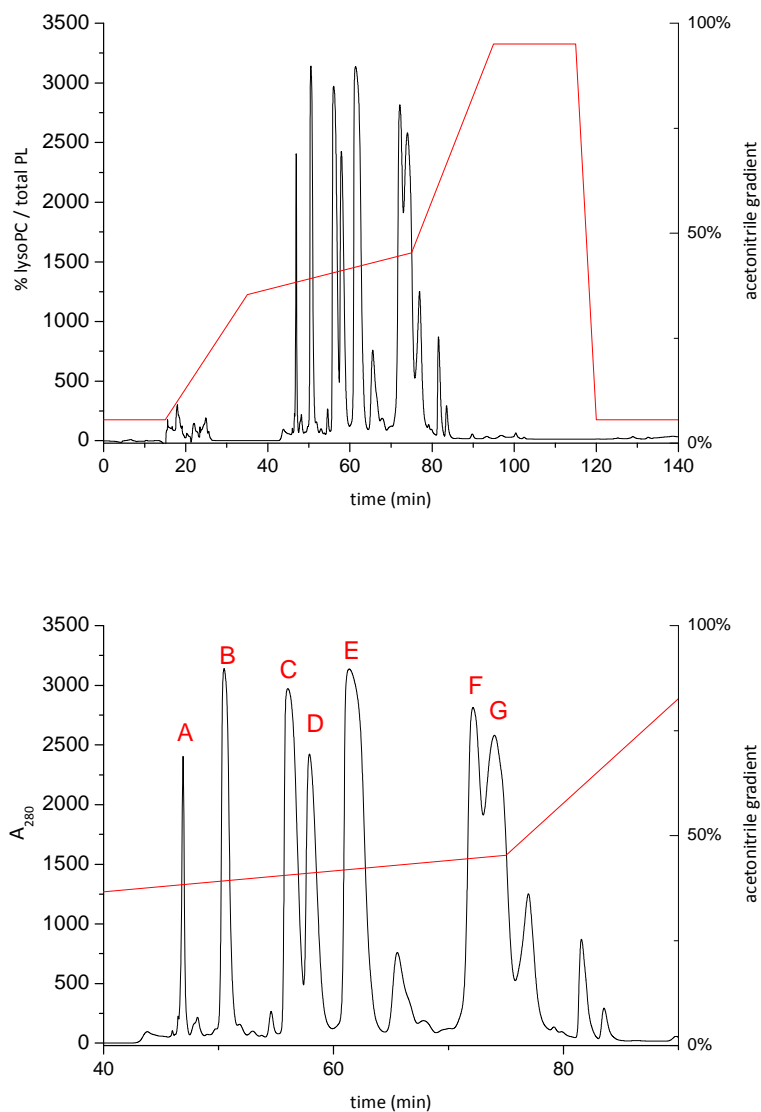 3500
3000
2500
2000
1500
1000
500
0
% lysoPC / total PL
100%
50%
0%
acetonitrile gradient
0 20 40 60 80 100 120 140
time (min)
3500
3000
2500
2000
1500
1000
500
0
A280
A
B
C
D
E
F
G
100%
50%
0%
acetonitrile gradient
40 60 80
time (min)